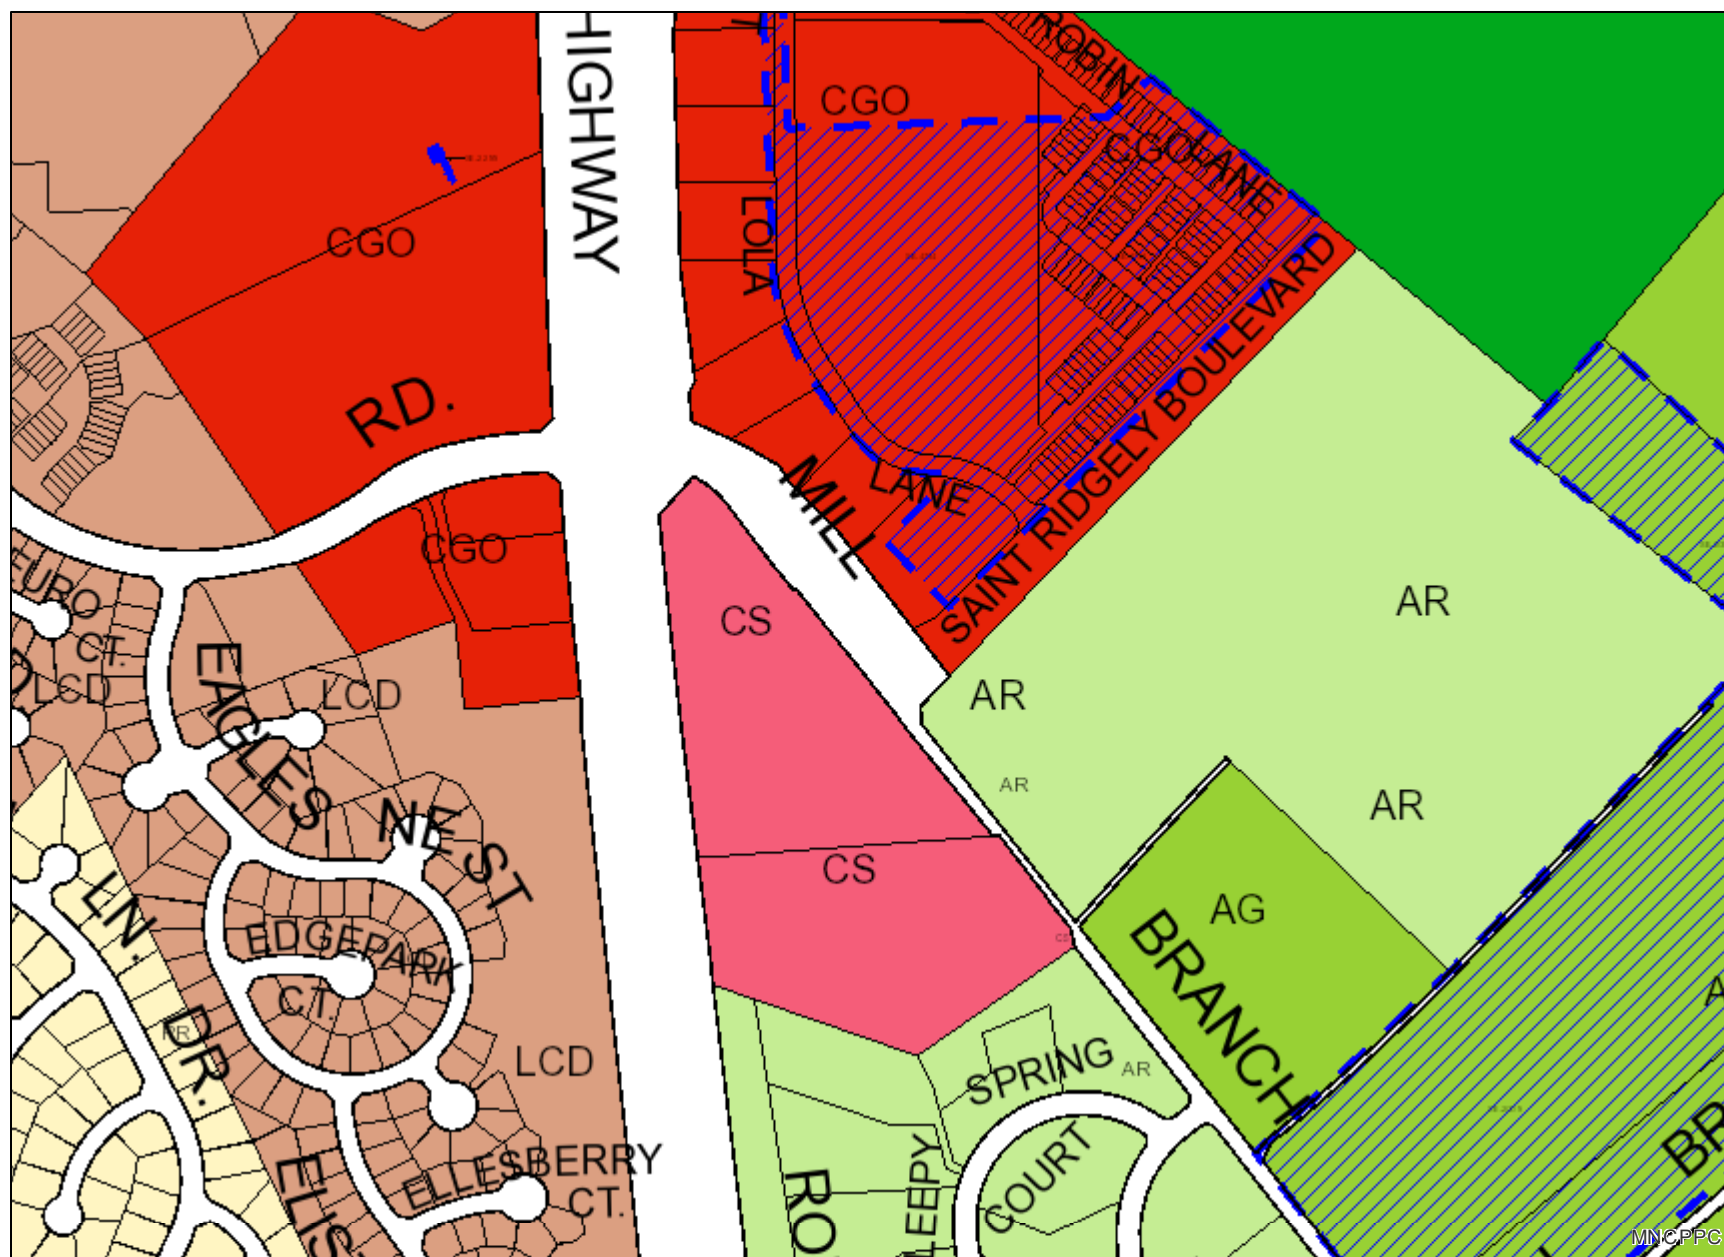 HIGHWAY
ROBIN
LANE
CGO
CGO
CGO
LOLA
LANE
RD.
MILL
SAINT RIDGELY BOULEVARD
CGO
EURO
CT.
LCD
LCD
EAGLES
NEST
CS
CS
AR
AR
AR
AR
AG
BRANCH
LN.
DR.
PR
EDGEPARK
CT.
LCD
ELLESBERRY
CT.
SPRING
AR
COURT
CS
MNCPPC